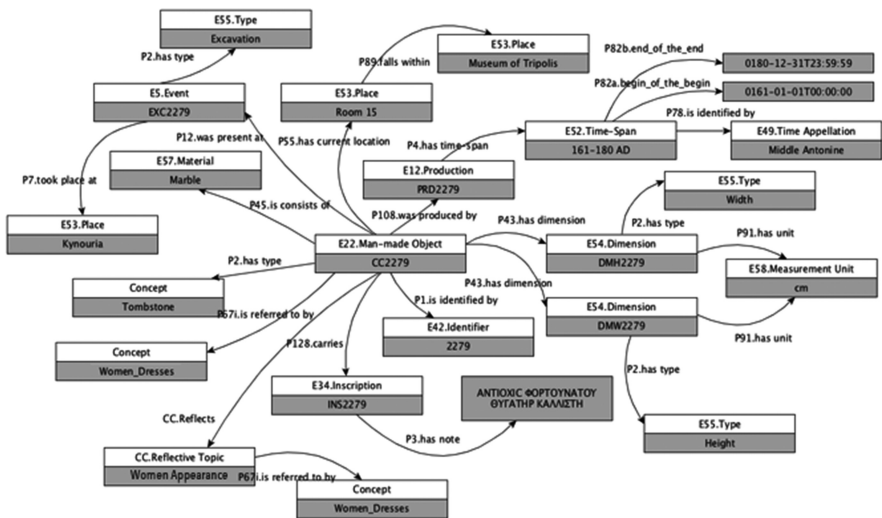 E55.Type
Excavation
P2.has type
E53.Place
Museum of Tripolis
P89.falls within
P82b.end_of_the_end
0180-12-31T23:59:59
P82a.begin_of_the_begin
0161-01-01T00:00:00
E5.Event
EXC2279
E53.Place
Room 15
P78.is identified by
P12.was present at
P55.has current location
P4.has time-span
E52.Time-Span
161-180 AD
E49.Time Appellation
Middle Antonine
E57.Material
Marble
E12.Production
PRD2279
P7.took place at
P45.is consists of
P108.was produced by
E55.Type
Width
P43.has dimension
P2.has type
E53.Place
Kynouria
E22.Man-made Object
CC2279
E54.Dimension
DMH2279
P91.has unit
P2.has type
P43.has dimension
E58.Measurement Unit
cm
Concept
Tombstone
P1.is identified by
E54.Dimension
DMW2279
P67i.is referred to by
E42.Identifier
2279
P91.has unit
Concept
Women_Dresses
P128.carries
P2.has type
E34.Inscription
INS2279
ΑΝΤΙΟΧΙϹ ΦΟΡΤΟΥΝΑΤΟΥ
ΘΥΓΑΤΗΡ ΚΑΛΛΙΣΤΗ
CC.Reflects
P3.has note
E55.Type
Height
CC.Reflective Topic
Women Appearance
P67i.is referred to by
Concept
Women_Dresses